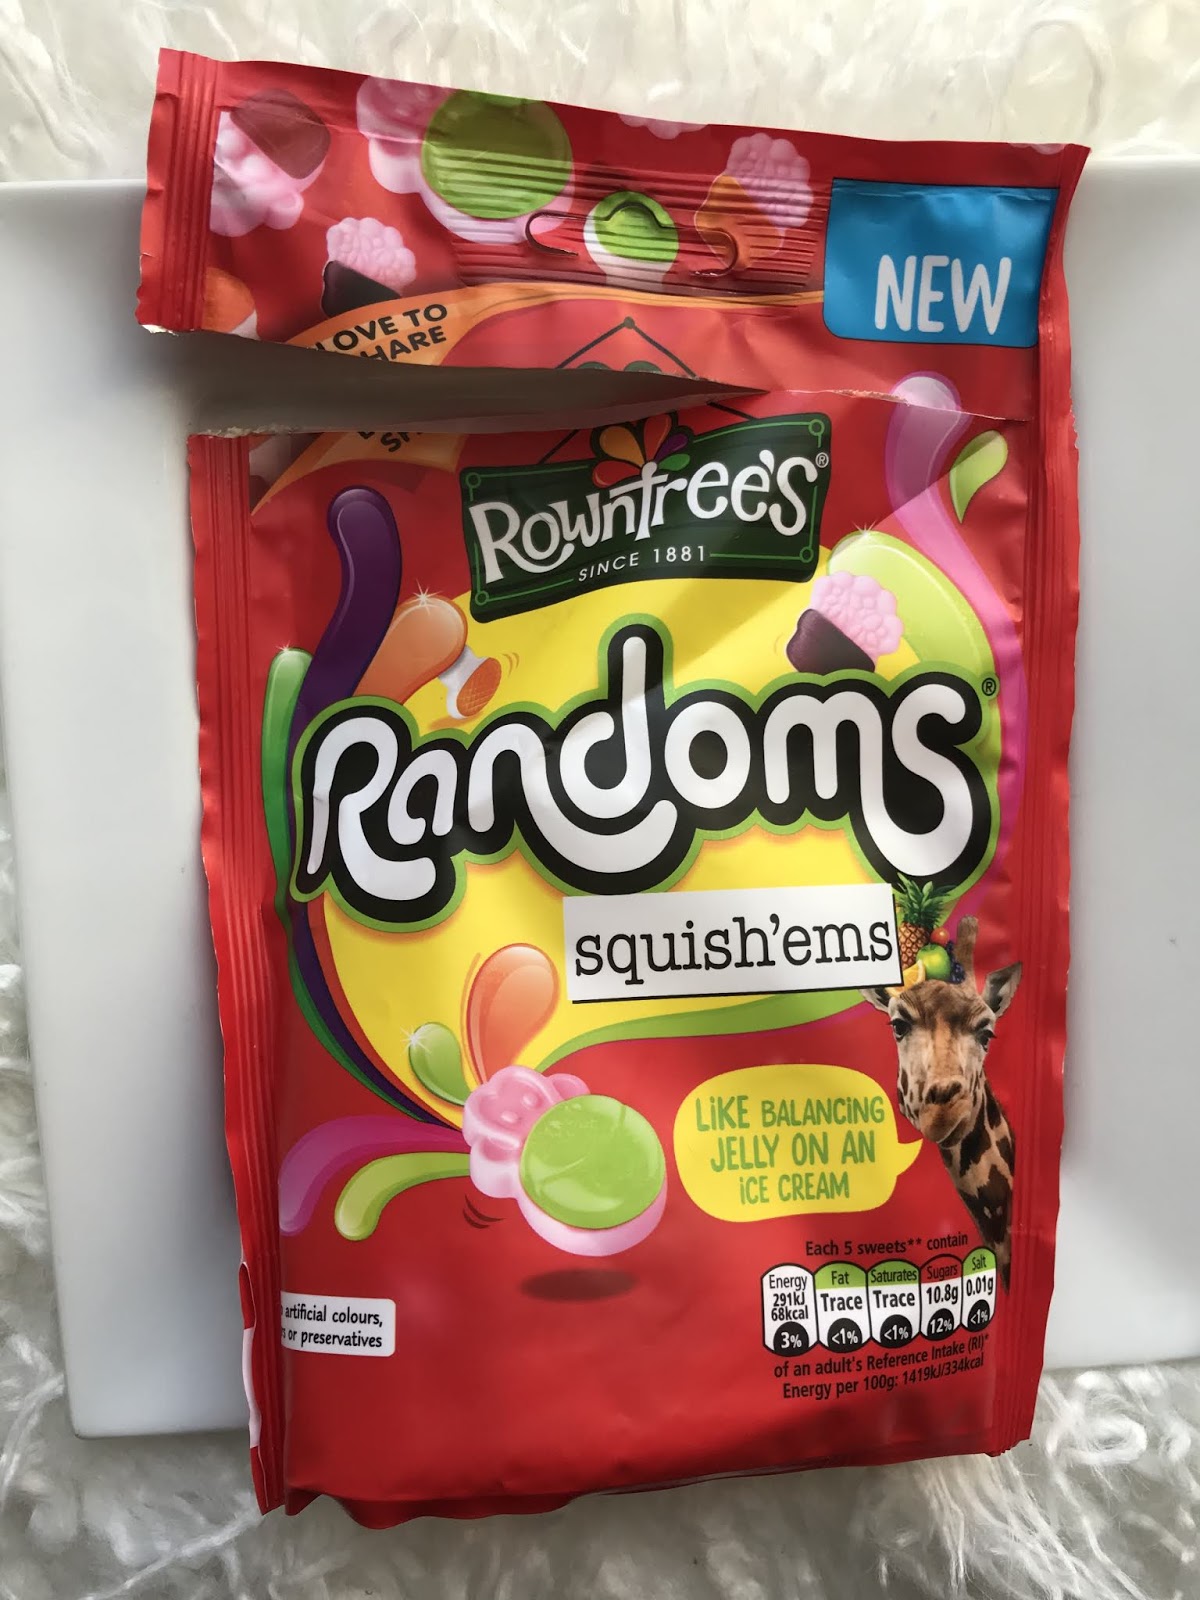 NEW
LOVE TO
HARE
Rowntree's®
SINCE 1881
Randoms®
squish'ems
LiKE BALANCING
JELLY ON AN
iCE CREAM
Each 5 sweets** contain
Energy
291kJ
68kcal
3%
Fat
Trace
<1%
Saturates
Trace
<1%
Sugars
10.8g
12%
Salt
0.01g
<1%
of an adult's Reference Intake (RI)*
Energy per 100g: 1419kJ/334kcal
artificial colours,
or preservatives